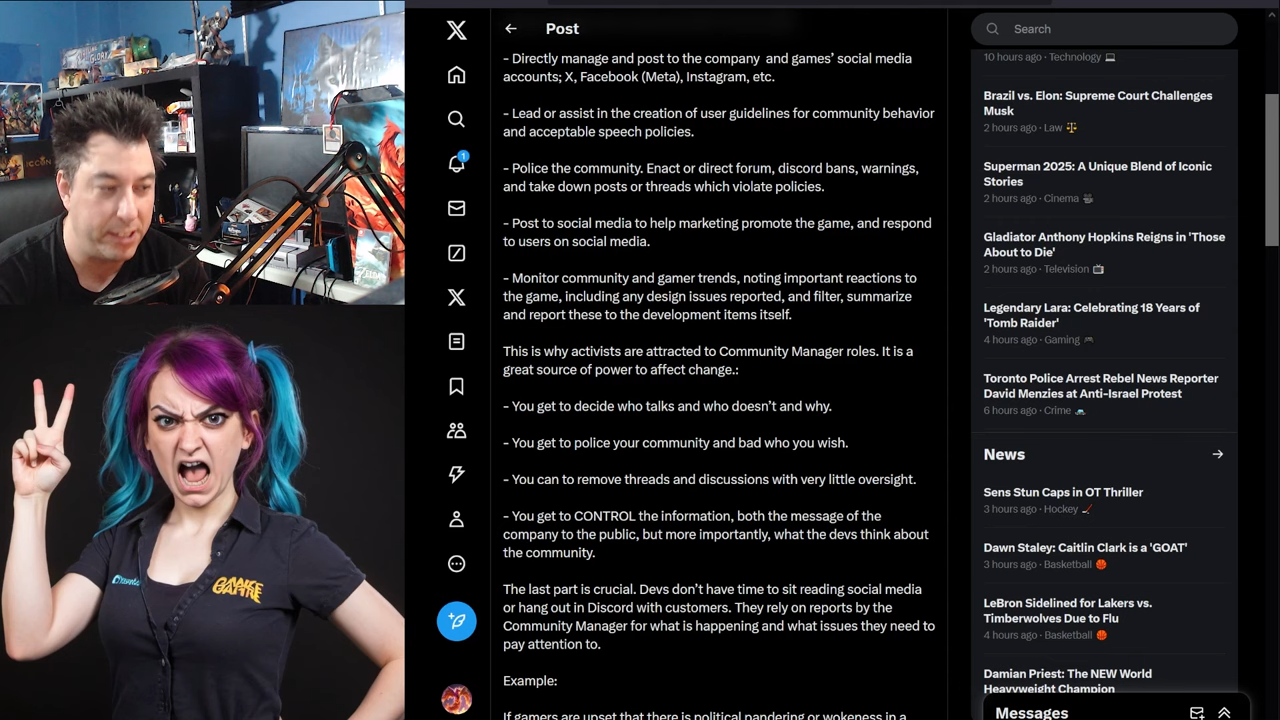 Post
- Directly manage and post to the company  and games’ social media
accounts; X, Facebook (Meta), Instagram, etc.
- Lead or assist in the creation of user guidelines for community behavior
and acceptable speech policies.
- Police the community. Enact or direct forum, discord bans, warnings,
and take down posts or threads which violate policies.
- Post to social media to help marketing promote the game, and respond
to users on social media.
- Monitor community and gamer trends, noting important reactions to
the game, including any design issues reported, and filter, summarize
and report these to the development items itself.
This is why activists are attracted to Community Manager roles. It is a
great source of power to affect change.:
- You get to decide who talks and who doesn’t and why.
- You get to police your community and bad who you wish.
- You can to remove threads and discussions with very little oversight.
- You get to CONTROL the information, both the message of the
company to the public, but more importantly, what the devs think about
the community.
The last part is crucial. Devs don’t have time to sit reading social media
or hang out in Discord with customers. They rely on reports by the
Community Manager for what is happening and what issues they need to
pay attention to.
Example:
If gamers are upset that there is political pandering or wokeness in a
Search
10 hours ago · Technology
Brazil vs. Elon: Supreme Court Challenges
Musk
2 hours ago · Law
Superman 2025: A Unique Blend of Iconic
Stories
2 hours ago · Cinema
Gladiator Anthony Hopkins Reigns in 'Those
About to Die'
2 hours ago · Television
Legendary Lara: Celebrating 18 Years of
'Tomb Raider'
4 hours ago · Gaming
Toronto Police Arrest Rebel News Reporter
David Menzies at Anti-Israel Protest
6 hours ago · Crime
News
Sens Stun Caps in OT Thriller
3 hours ago · Hockey
Dawn Staley: Caitlin Clark is a 'GOAT'
3 hours ago · Basketball
LeBron Sidelined for Lakers vs.
Timberwolves Due to Flu
4 hours ago · Basketball
Damian Priest: The NEW World
Heavyweight Champion
Messages
1